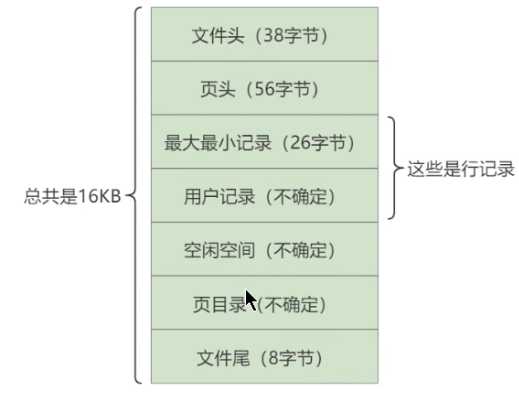 文件头（38字节）
页头（56字节）
最大最小记录（26字节）
这些是行记录
总共是16KB
用户记录（不确定）
空闲空间（不确定）
页目录（不确定）
文件尾（8字节）